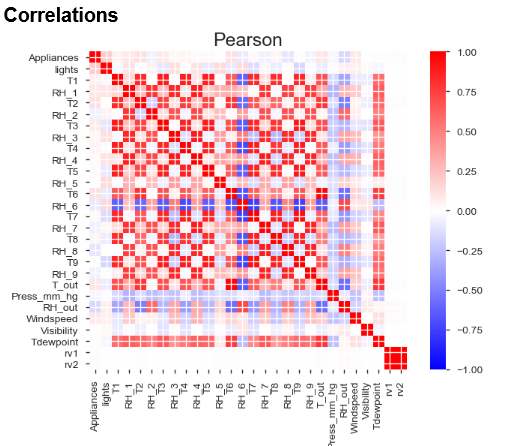 Correlations
Pearson
Appliances
lights
T1
RH_1
T2
RH_2
T3
RH_3
T4
RH_4
T5
RH_5
T6
RH_6
T7
RH_7
T8
RH_8
T9
RH_9
T_out
Press_mm_hg
RH_out
Windspeed
Visibility
Tdewpoint
rv1
rv2
1.00
0.75
0.50
0.25
0.00
−0.25
−0.50
−0.75
−1.00
Appliances
lights
T1
RH_1
T2
RH_2
T3
RH_3
T4
RH_4
T5
RH_5
T6
RH_6
T7
RH_7
T8
RH_8
T9
RH_9
T_out
Press_mm_hg
RH_out
Windspeed
Visibility
Tdewpoint
rv1
rv2